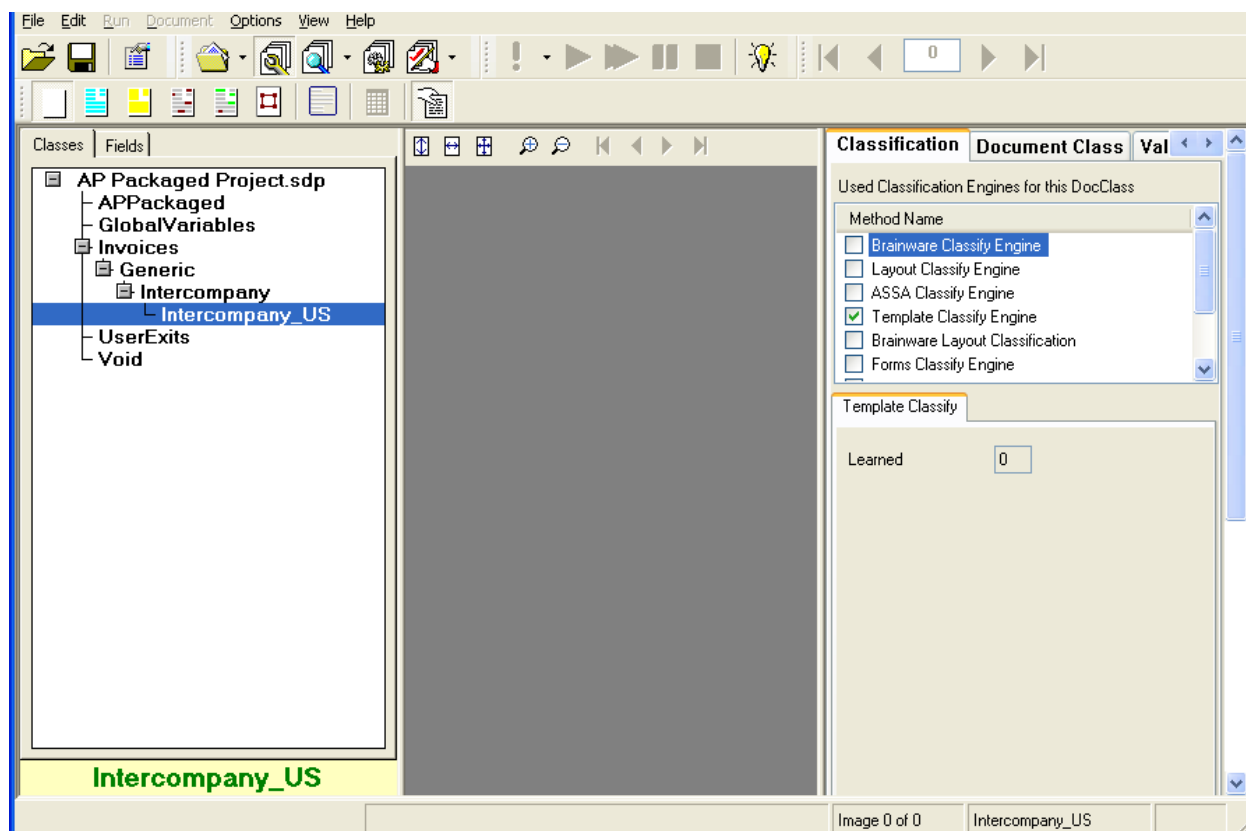 File Edit Run Document Options View Help
0
Classes Fields
AP Packaged Project.sdp
APPackaged
GlobalVariables
Invoices
Generic
Intercompany
Intercompany_US
UserExits
Void
Intercompany_US
Classification Document Class Val
Used Classification Engines for this DocClass
Method Name
Brainware Classify Engine
Layout Classify Engine
ASSA Classify Engine
Template Classify Engine
Brainware Layout Classification
Forms Classify Engine
Template Classify
Learned 0
Image 0 of 0 Intercompany_US